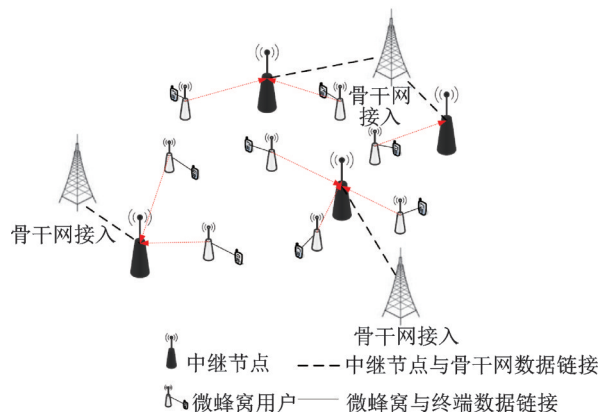 骨干网
接入
骨干网接入
骨干网接入
中继节点
中继节点与骨干网数据链接
微蜂窝用户
微蜂窝与终端数据链接